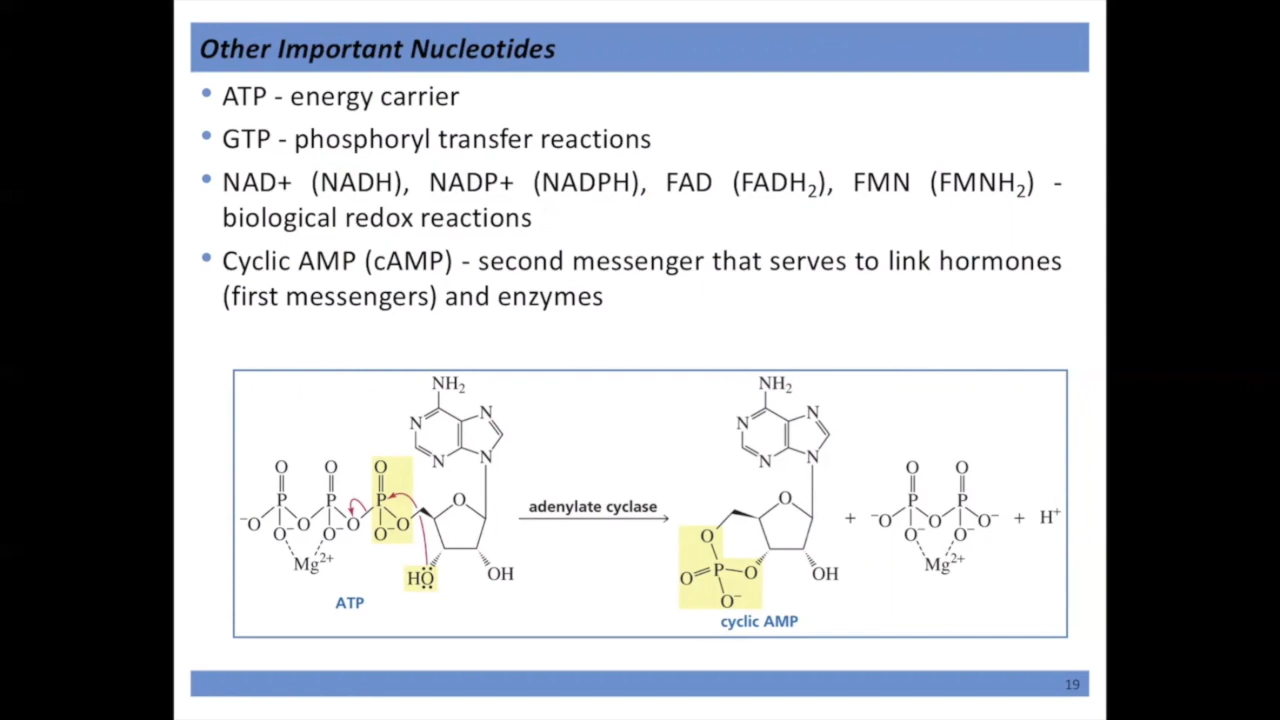 Other Important Nucleotides
• ATP - energy carrier
• GTP - phosphoryl transfer reactions
• NAD+ (NADH), NADP+ (NADPH), FAD (FADH₂), FMN (FMNH₂) -
biological redox reactions
• Cyclic AMP (cAMP) - second messenger that serves to link hormones
(first messengers) and enzymes
NH₂ NH₂
N N N N
N N N N
O O O O O O
P P P P P
adenylate cyclase
⁻O O O O O + ⁻O O O⁻ + H⁺
O⁻ O⁻ O⁻ O⁻ O⁻
Mg²⁺ HO OH O P O OH Mg²⁺
O⁻
ATP
cyclic AMP
19